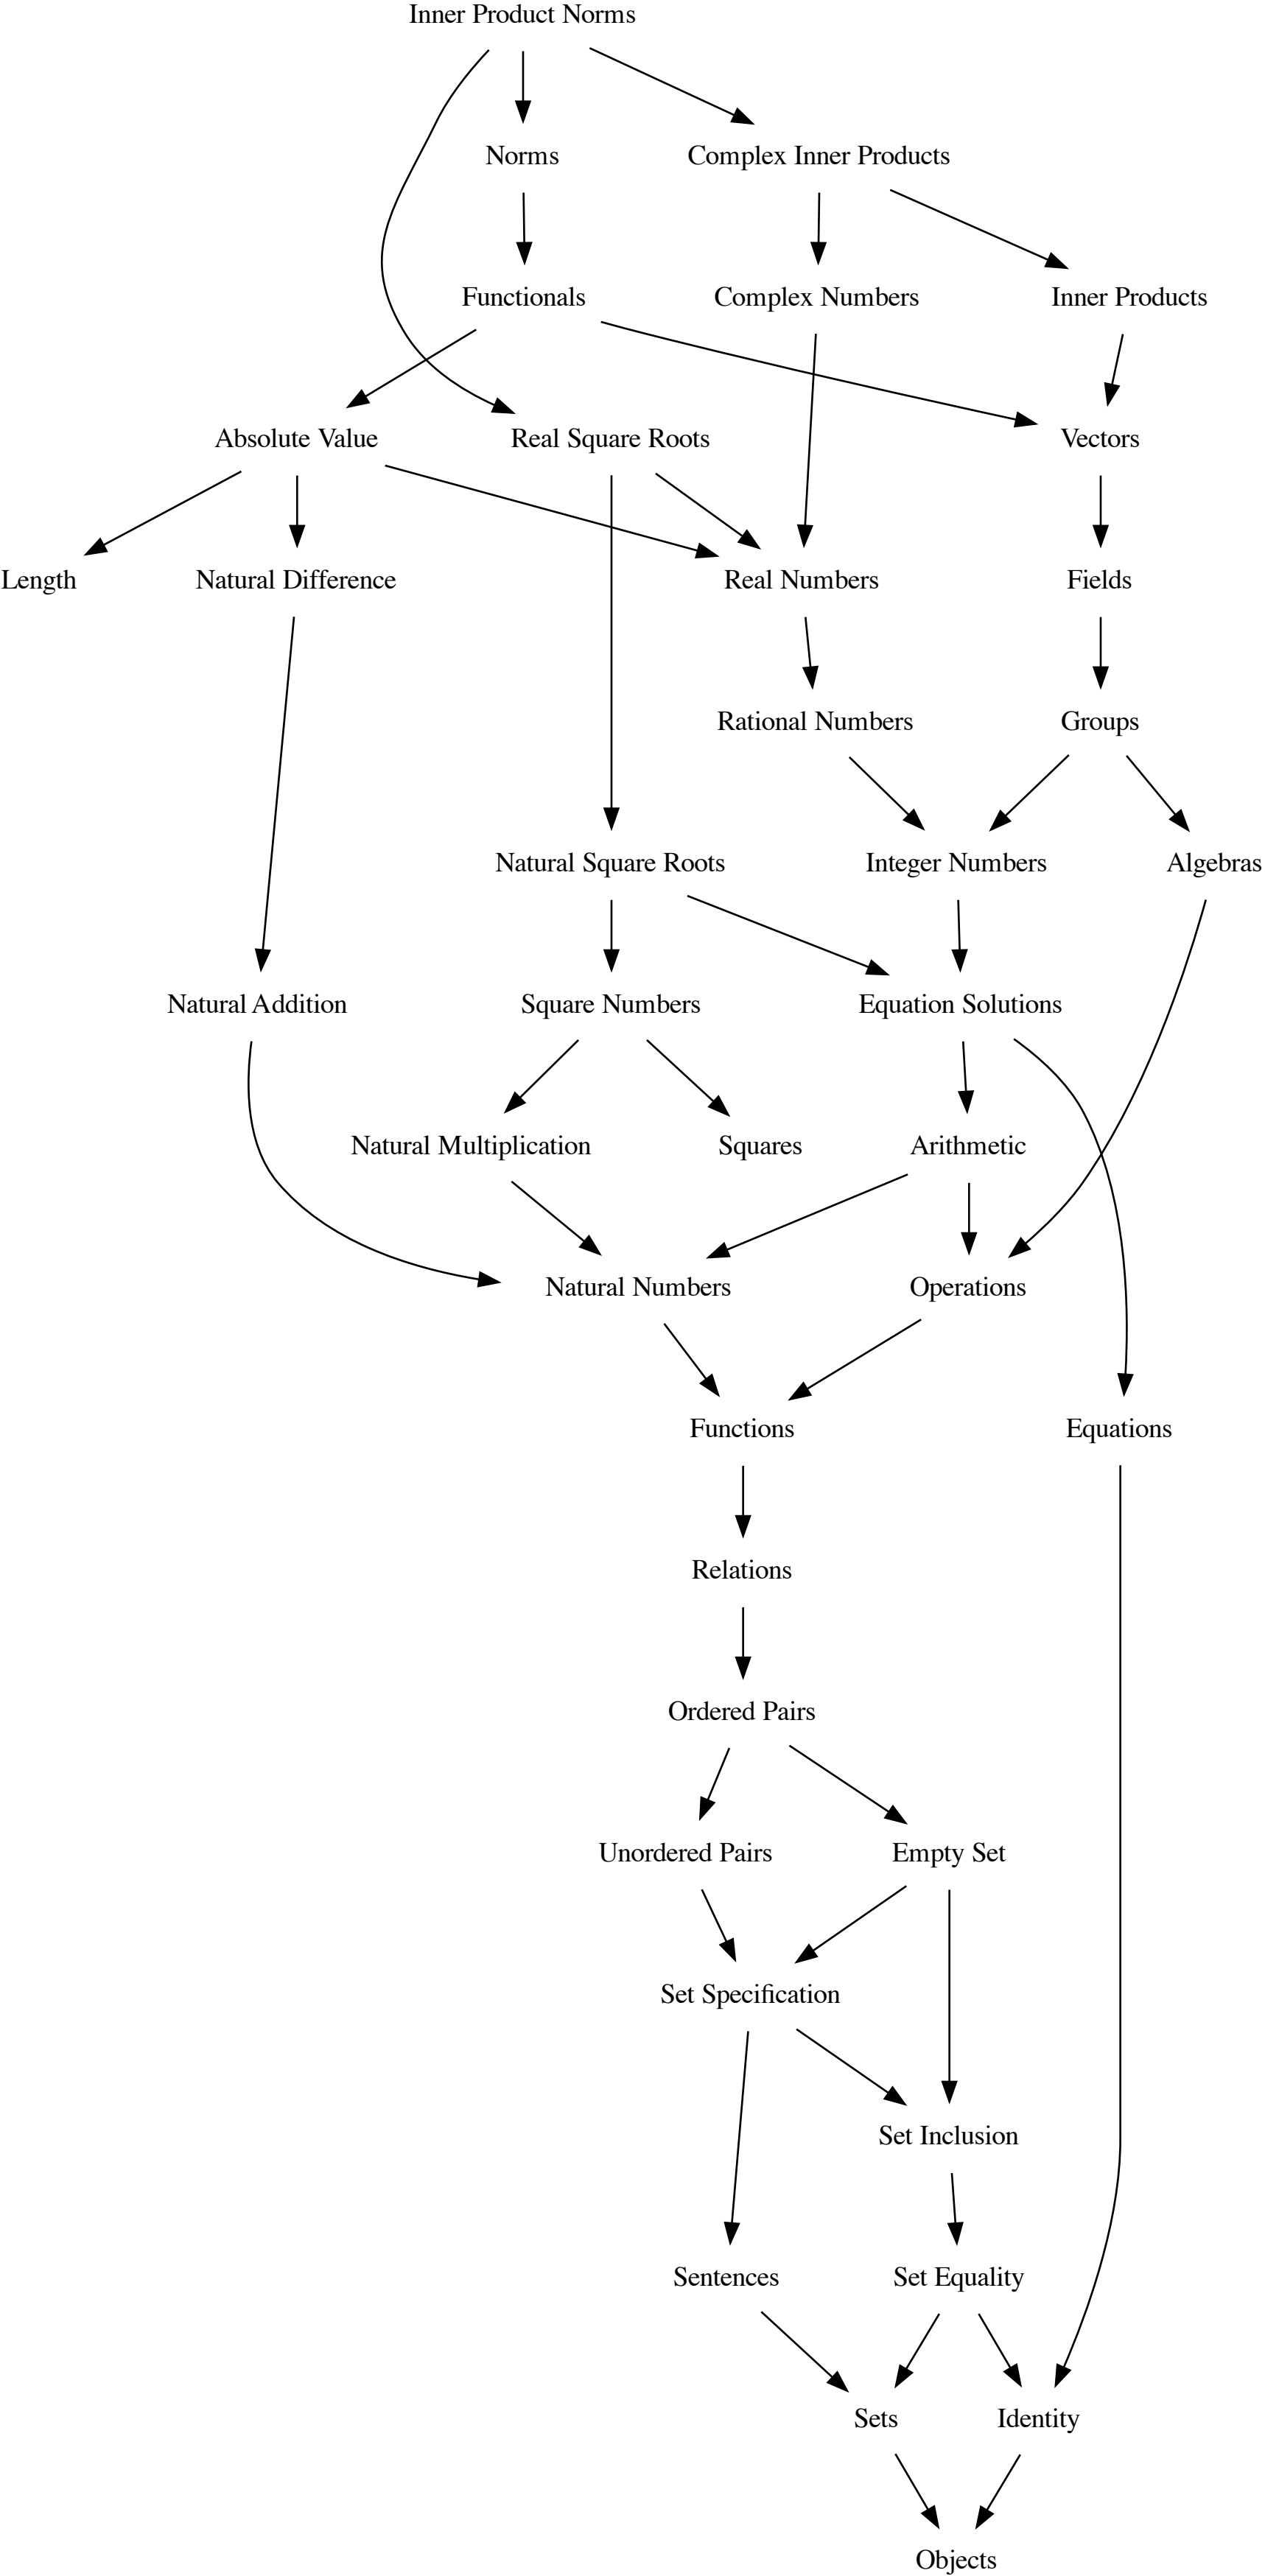 Inner Product Norms
Norms
Complex Inner Products
Functionals
Complex Numbers
Inner Products
Absolute Value
Real Square Roots
Vectors
Length
Natural Difference
Real Numbers
Fields
Rational Numbers
Groups
Natural Square Roots
Integer Numbers
Algebras
Natural Addition
Square Numbers
Equation Solutions
Natural Multiplication
Squares
Arithmetic
Natural Numbers
Operations
Functions
Equations
Relations
Ordered Pairs
Unordered Pairs
Empty Set
Set Specification
Set Inclusion
Sentences
Set Equality
Sets
Identity
Objects